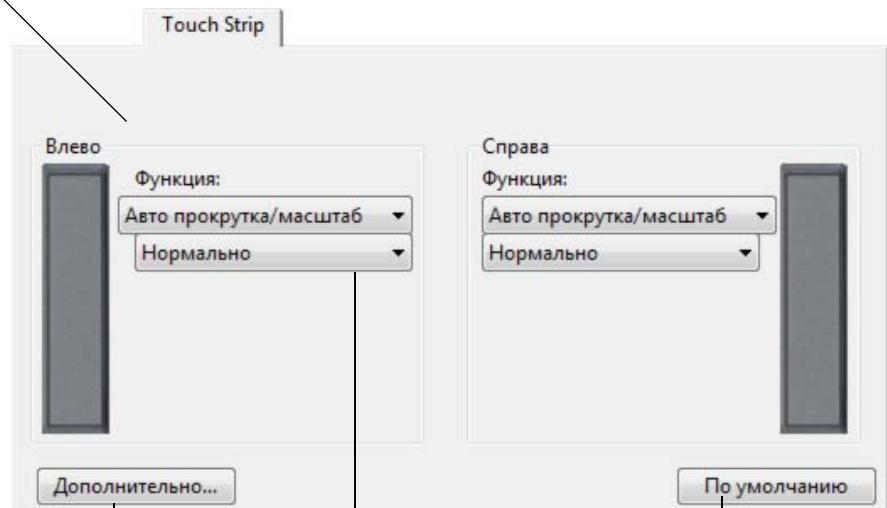 Touch Strip
Влево
Функция:
Авто прокрутка/масштаб
Нормально
Справа
Функция:
Авто прокрутка/масштаб
Нормально
Дополнительно...
По умолчанию